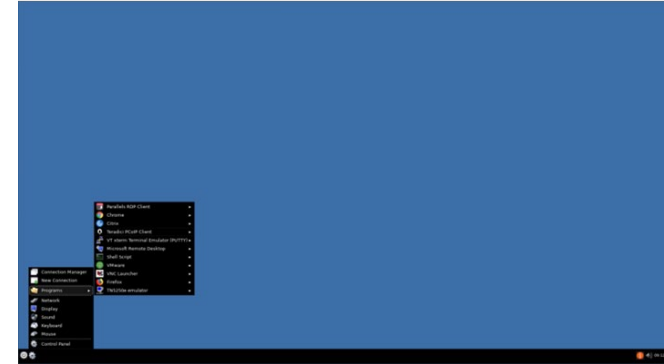 Parallels RDP Client
Chrome
Citrix
Teradici PCoIP Client
VT xterm Terminal Emulator (PUTTY)
Microsoft Remote Desktop
Shell Script
VMware
VNC Launcher
Firefox
TN5250e emulator
Connection Manager
New Connection
Programs
Network
Display
Sound
Keyboard
Mouse
Control Panel